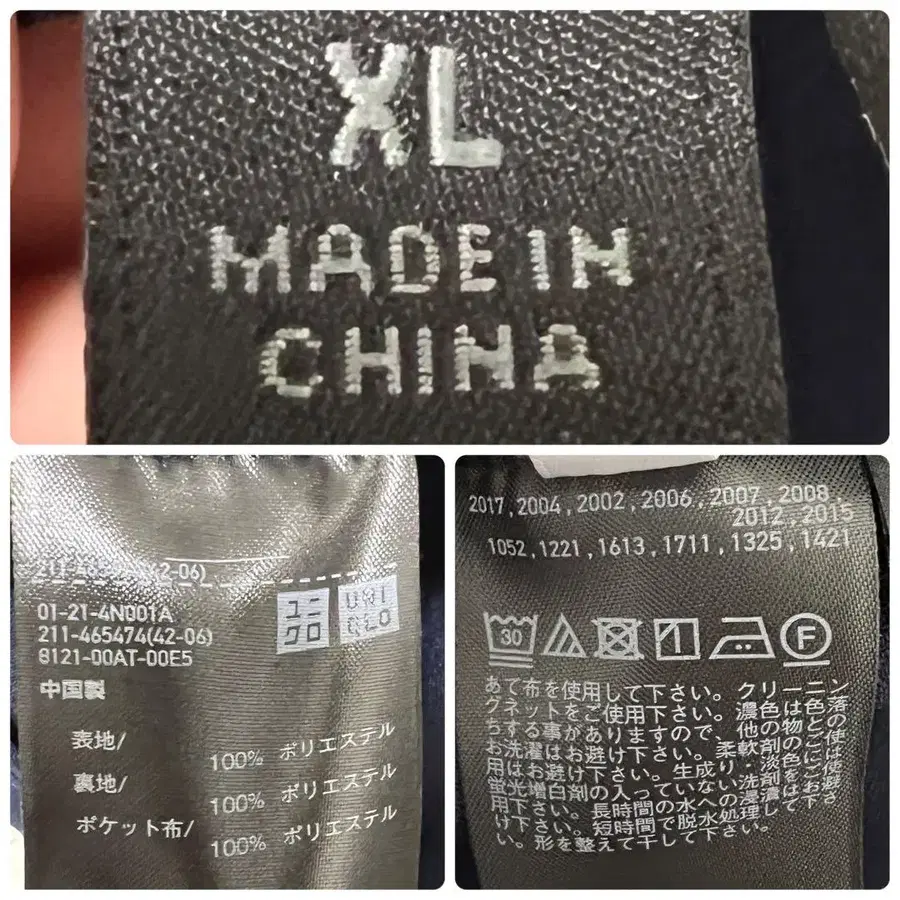 XL
MADE IN
CHINA
01-21-4N001A
211-465474(42-06)
8121-00AT-00E5
中国製
ユニ
クロ
UNI
QLO
表地/
100% ポリエステル
裏地/
100% ポリエステル
ポケット布/
100% ポリエステル
2017,2004,2002,2006,2007,2008,
2012,2015
1052,1221,1613,1711,1325,1421
30
F
あて布を使用して下さい。クリーニン
グネットをご使用下さい。濃色は色落
ちする事がありますので、他の物との
お洗濯はお避け下さい。柔軟剤のご使
用はお避け下さい。生成り・淡色は
蛍光増白剤の入っていない洗剤をご使
用下さい。長時間の水への浸漬はお避
け下さい。短時間で脱水処理して下さ
い。形を整えて干して下さい。